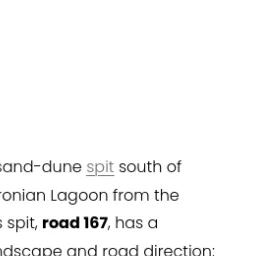 sand-dune spit south of
ronian Lagoon from the
s spit, road 167, has a
ndscape and road direction: